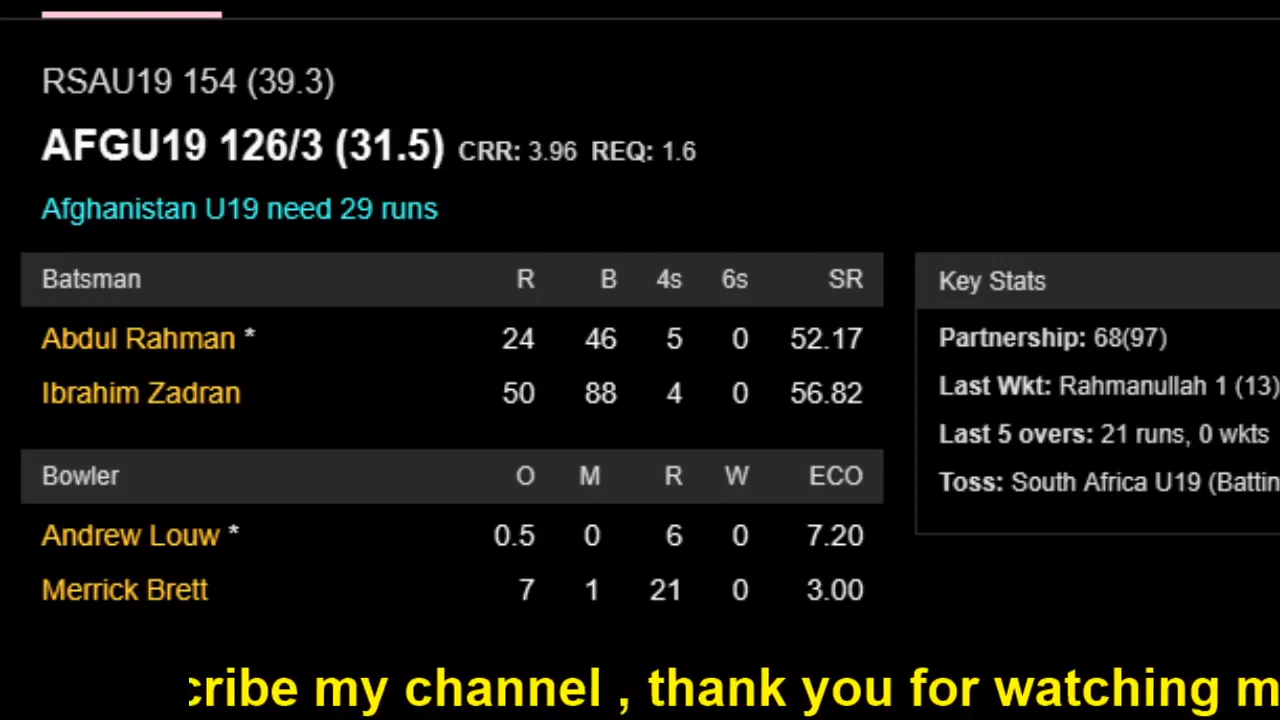 RSAU19 154 (39.3)
AFGU19 126/3 (31.5) CRR: 3.96 REQ: 1.6
Afghanistan U19 need 29 runs
Batsman R B 4s 6s SR
Abdul Rahman * 24 46 5 0 52.17
Ibrahim Zadran 50 88 4 0 56.82
Bowler O M R W ECO
Andrew Louw * 0.5 0 6 0 7.20
Merrick Brett 7 1 21 0 3.00
Key Stats
Partnership: 68(97)
Last Wkt: Rahmanullah 1 (13)
Last 5 overs: 21 runs, 0 wkts
Toss: South Africa U19 (Battin
cribe my channel , thank you for watching m